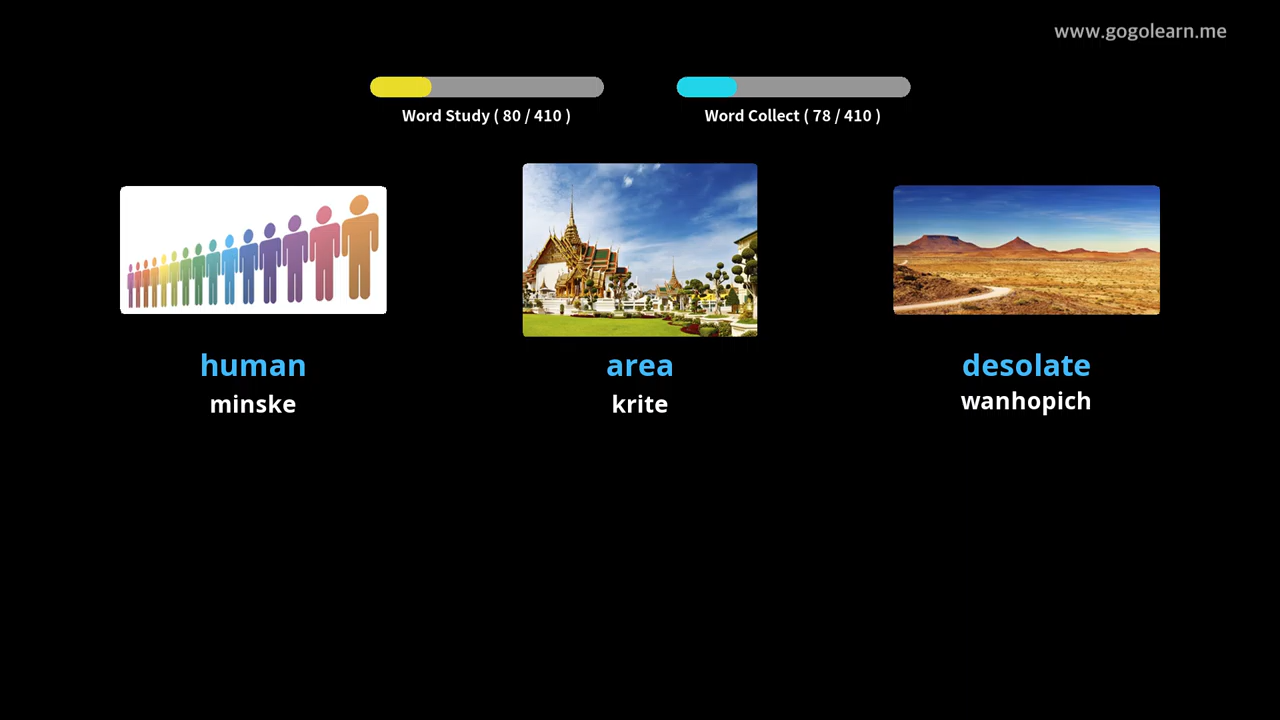 www.gogolearn.me
Word Study ( 80 / 410 )
Word Collect ( 78 / 410 )
human
minske
area
krite
desolate
wanhopich